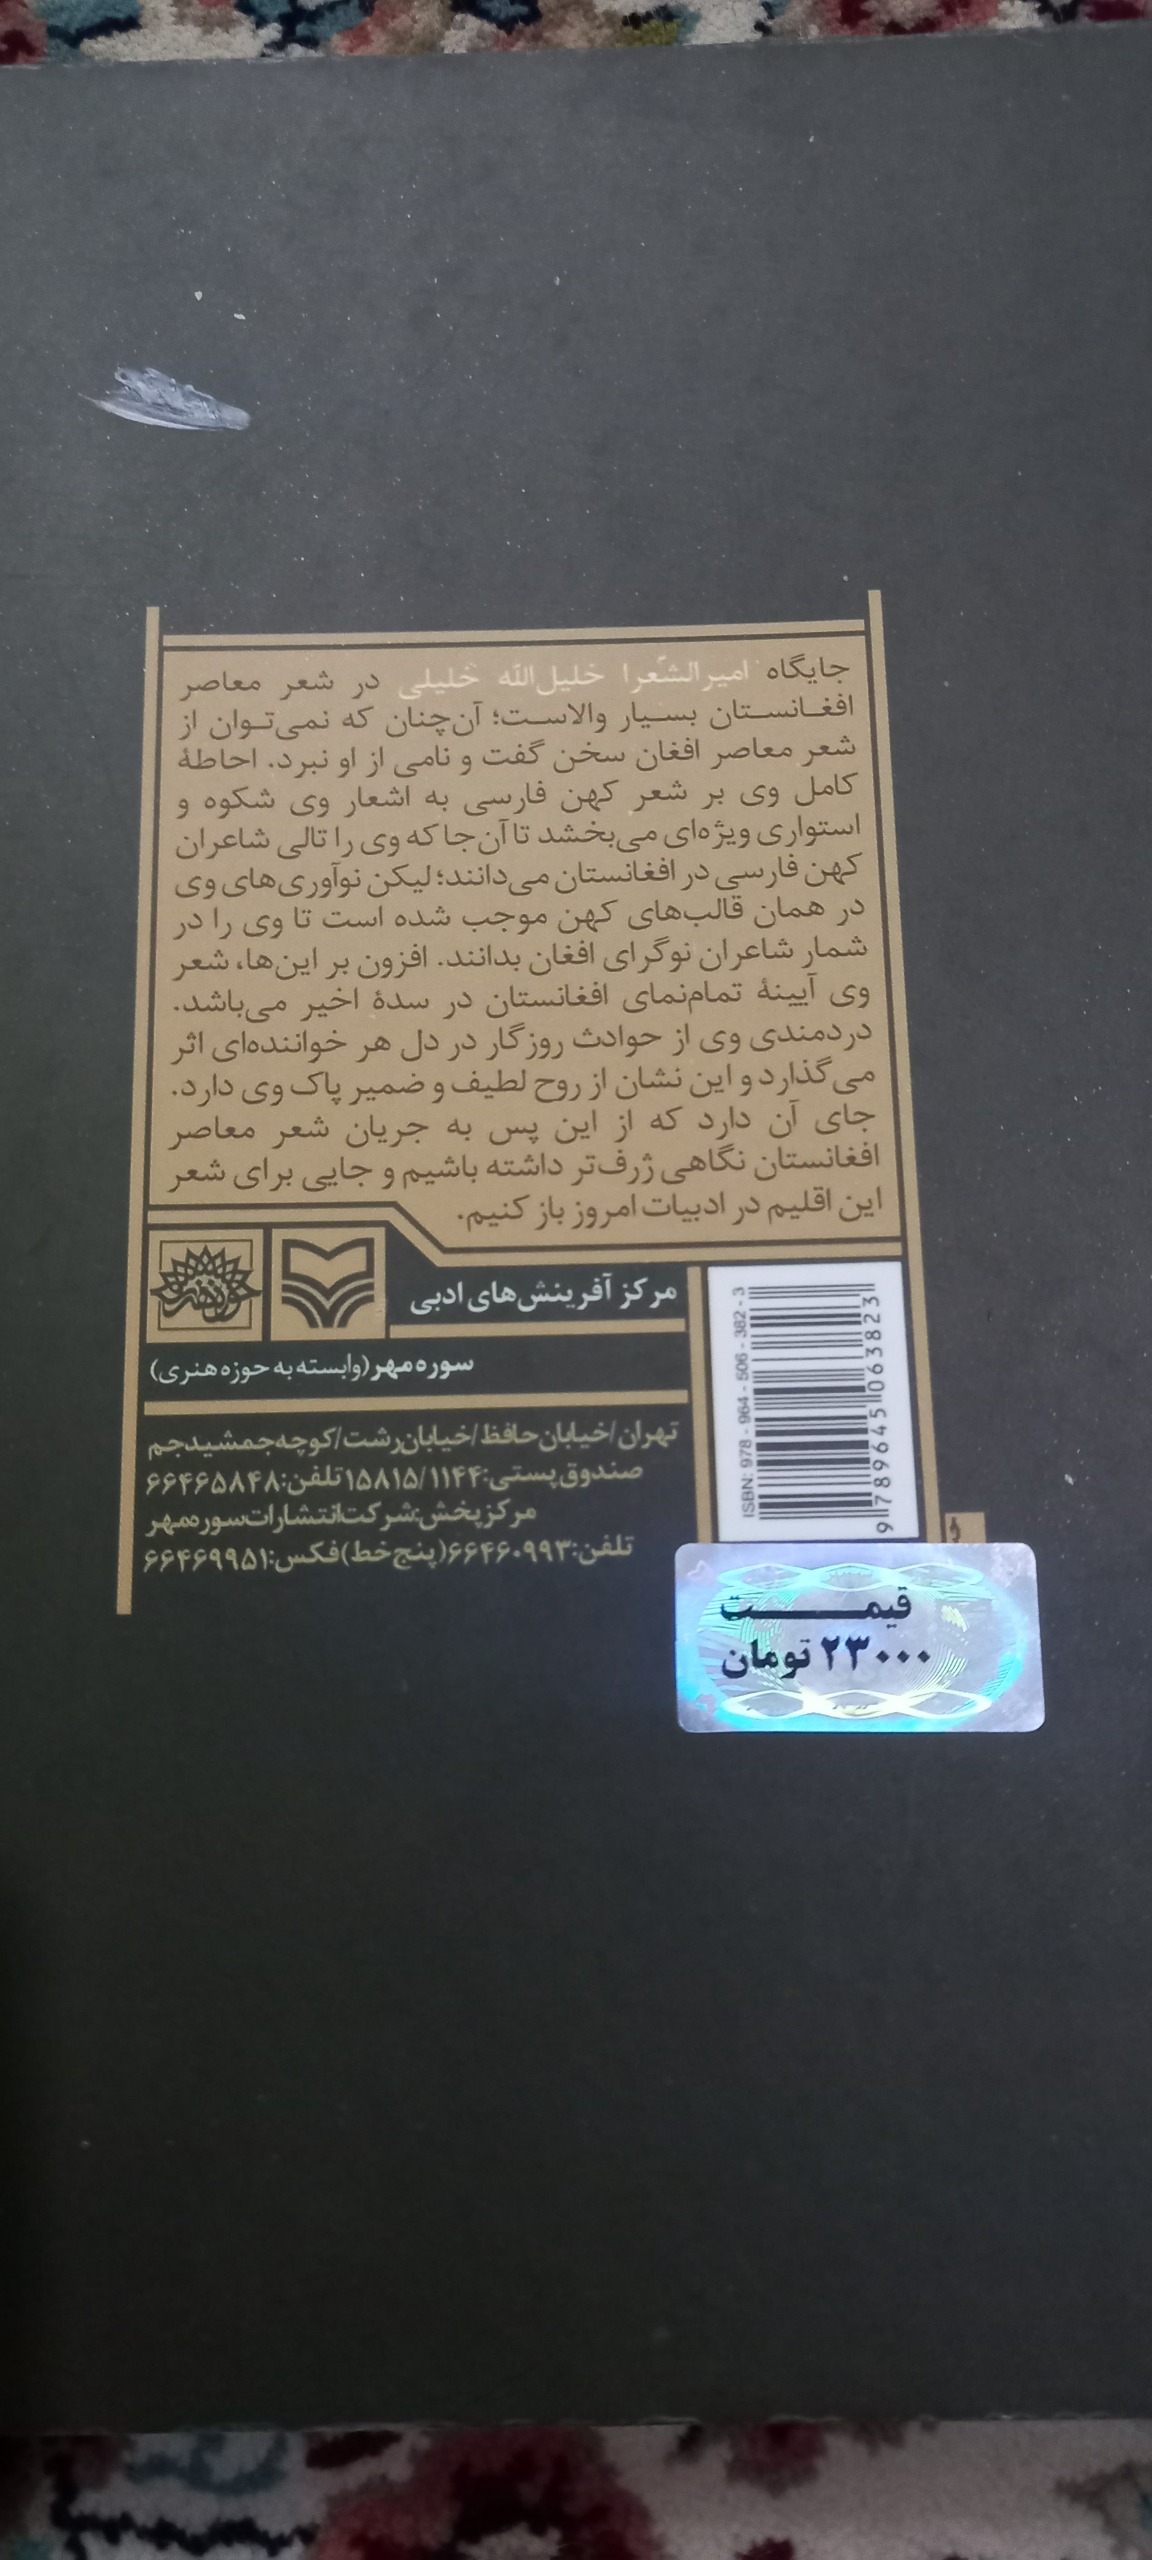 جایگاه امیرالشّعرا خلیل‌الله خلیلی در شعر معاصر
افغانستان بسیار والاست؛ آن‌چنان که نمی‌توان از
شعر معاصر افغان سخن گفت و نامی از او نبرد. احاطهٔ
کامل وی بر شعر کهن فارسی به اشعار وی شکوه و
استواری ویژه‌ای می‌بخشد تا آن‌جا که وی را تالی شاعران
کهن فارسی در افغانستان می‌دانند؛ لیکن نوآوری‌های وی
در همان قالب‌های کهن موجب شده است تا وی را در
شمار شاعران نوگرای افغان بدانند. افزون بر این‌ها، شعر
وی آیینهٔ تمام‌نمای افغانستان در سدهٔ اخیر می‌باشد.
دردمندی وی از حوادث روزگار در دل هر خواننده‌ای اثر
می‌گذارد و این نشان از روح لطیف و ضمیر پاک وی دارد.
جای آن دارد که از این پس به جریان شعر معاصر
افغانستان نگاهی ژرف‌تر داشته باشیم و جایی برای شعر
این اقلیم در ادبیات امروز باز کنیم.
مرکز آفرینش‌های ادبی
سوره مهر (وابسته به حوزه هنری)
تهران/خیابان حافظ/خیابان رشت/کوچه جمشید جم
صندوق پستی: ۱۵۸۱۵/۱۱۴۴ تلفن: ۶۶۴۶۵۸۴۸
مرکز پخش: شرکت انتشارات سوره مهر
تلفن: ۶۶۴۶۰۹۹۳ (پنج خط) فکس: ۶۶۴۶۹۹۵۱
ISBN: 978 - 964 - 506 - 382 - 3
9 789645 063823
قیمت
۲۳۰۰۰ تومان